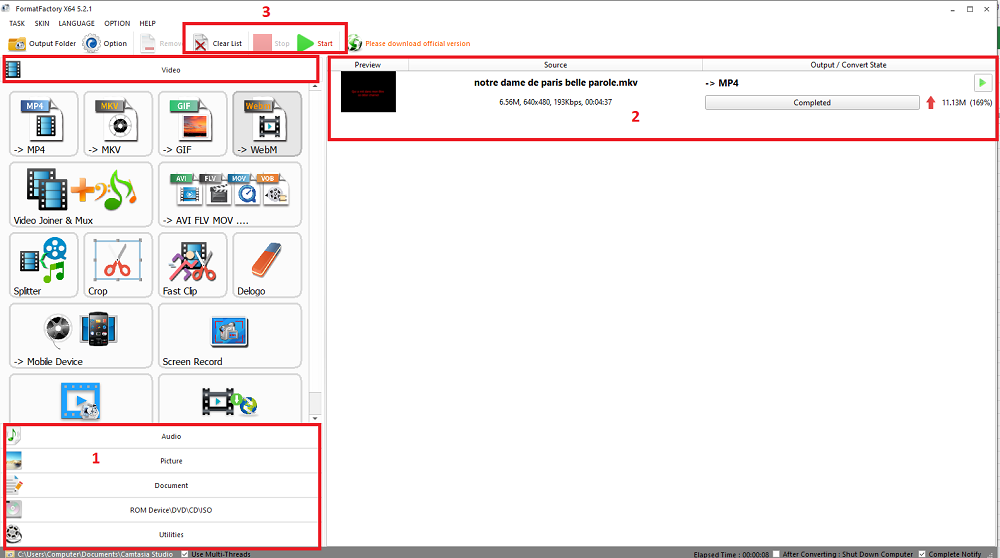 FormatFactory X64 5.2.1
TASK SKIN LANGUAGE OPTION HELP
3
Output Folder Option Remove Clear List Stop Start Please download official version
Video
Preview Source Output / Convert State
notre dame de paris belle parole.mkv -> MP4
6.56M, 640x480, 193Kbps, 00:04:37 Completed 11.13M (169%)
2
MP4 MKV GIF WebM
-> MP4 -> MKV -> GIF -> WebM
AVI FLV MOV VOB
Video Joiner & Mux -> AVI FLV MOV ....
Splitter Crop Fast Clip Delogo
-> Mobile Device Screen Record
1
Audio
Picture
Document
ROM Device\DVD\CD\ISO
Utilities
C:\Users\Computer\Documents\Camtasia Studio Use Multi-Threads Elapsed Time : 00:00:08 After Converting : Shut Down Computer Complete Notify